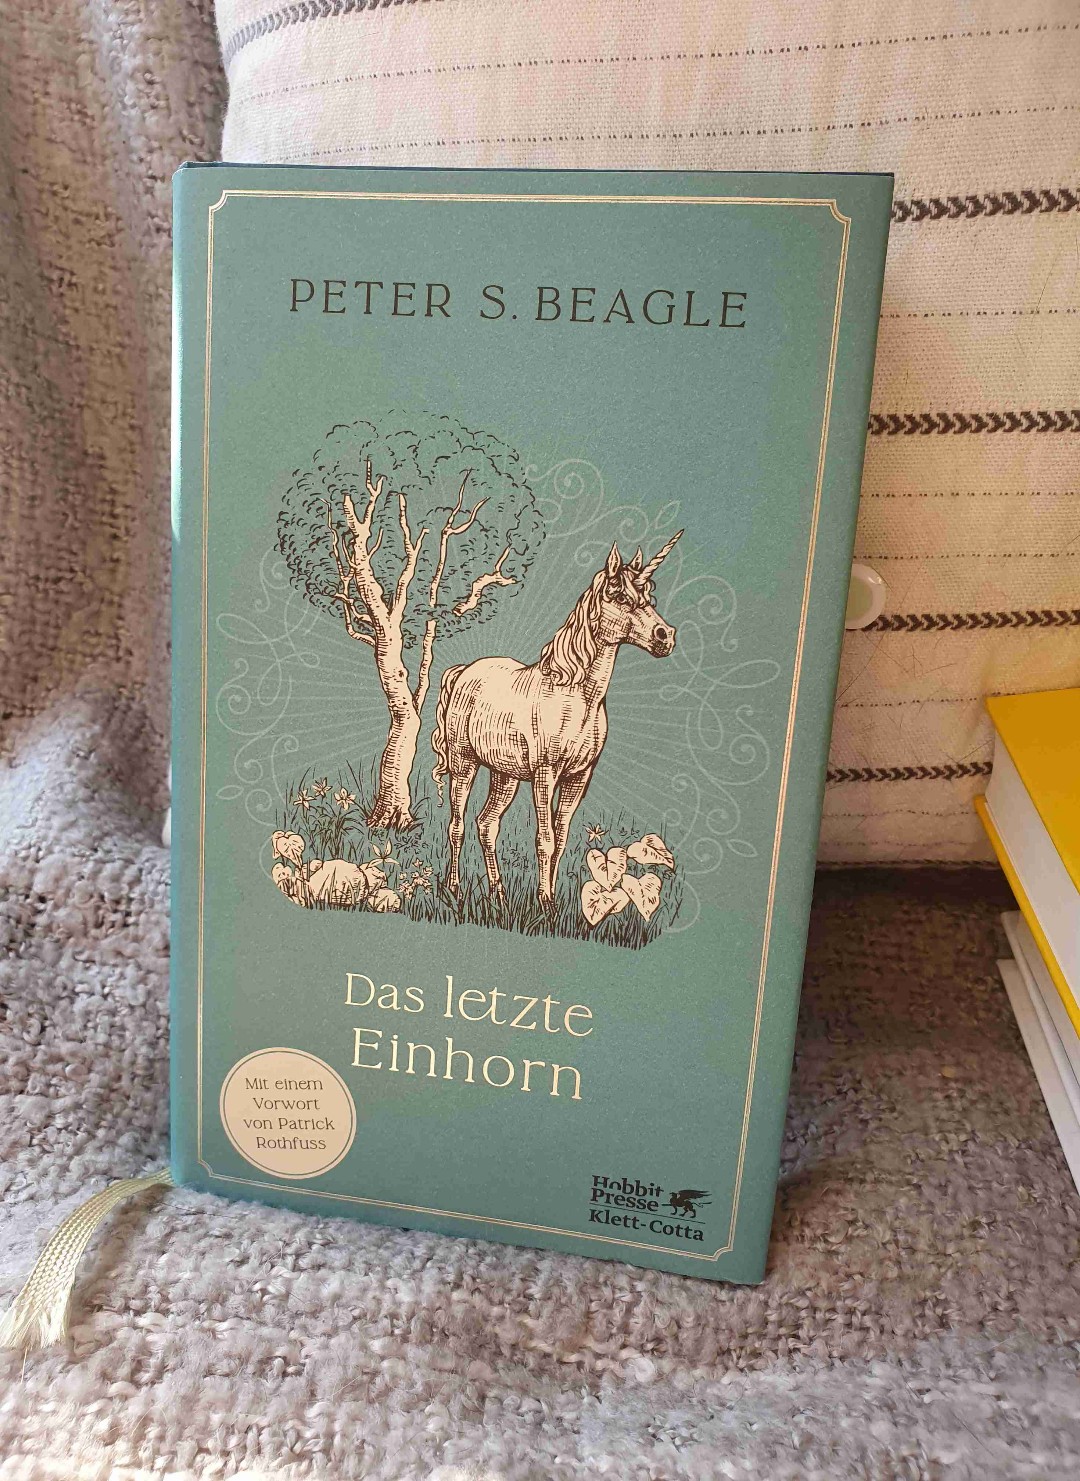 PETER S. BEAGLE
Das letzte
Einhorn
Mit einem
Vorwort
von Patrick
Rothfuss
Hobbit
Presse
Klett-Cotta